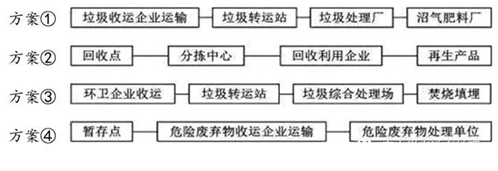 方案① 垃圾收运企业运输 垃圾转运站 垃圾处理厂 沼气肥料厂
方案② 回收点 分拣中心 回收利用企业 再生产品
方案③ 环卫企业收运 垃圾转运站 垃圾综合处理场 焚烧填埋
方案④ 暂存点 危险废弃物收运企业运输 危险废弃物处理单位